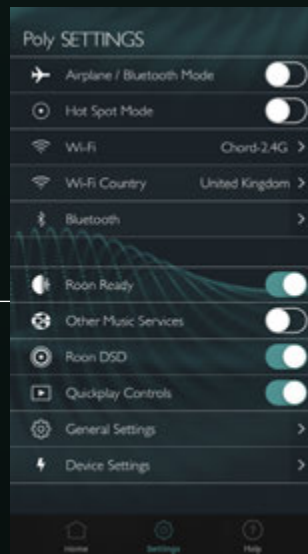 Poly SETTINGS
Airplane / Bluetooth Mode
Hot Spot Mode
Wi-Fi Chord-2.4G >
Wi-Fi Country United Kingdom >
Bluetooth >
Roon Ready
Other Music Services
Roon DSD
Quickplay Controls
General Settings >
Device Settings >
Home Settings Help